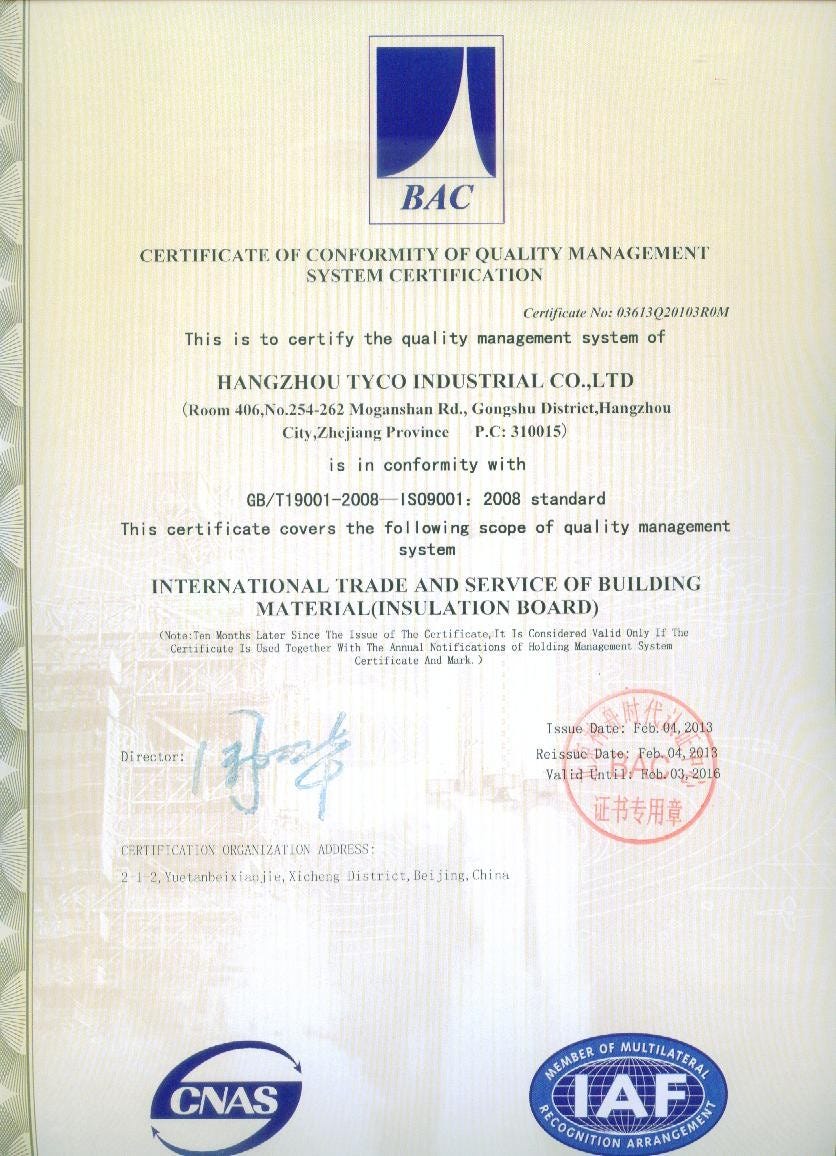 BAC
CERTIFICATE OF CONFORMITY OF QUALITY MANAGEMENT
SYSTEM CERTIFICATION
Certificate No: 03613Q20103R0M
This is to certify the quality management system of
HANGZHOU TYCO INDUSTRIAL CO.,LTD
(Room 406,No.254-262 Moganshan Rd., Gongshu District,Hangzhou
City,Zhejiang Province P.C: 310015)
is in conformity with
GB/T19001-2008—ISO9001: 2008 standard
This certificate covers the following scope of quality management
system
INTERNATIONAL TRADE AND SERVICE OF BUILDING
MATERIAL(INSULATION BOARD)
(Note:Ten Months Later Since The Issue of The Certificate,It Is Considered Valid Only If The
Certificate Is Used Together With The Annual Notifications of Holding Management System
Certificate And Mark.)
Issue Date: Feb.04,2013
Director:
Reissue Date: Feb.04,2013
Valid Until: Feb.03,2016
BAC
证书专用章
CERTIFICATION ORGANIZATION ADDRESS:
2-1-2,Yuetanbeixiaojie,Xicheng District,Beijing,China
CNAS
MEMBER OF MULTILATERAL
IAF
RECOGNITION ARRANGEMENT